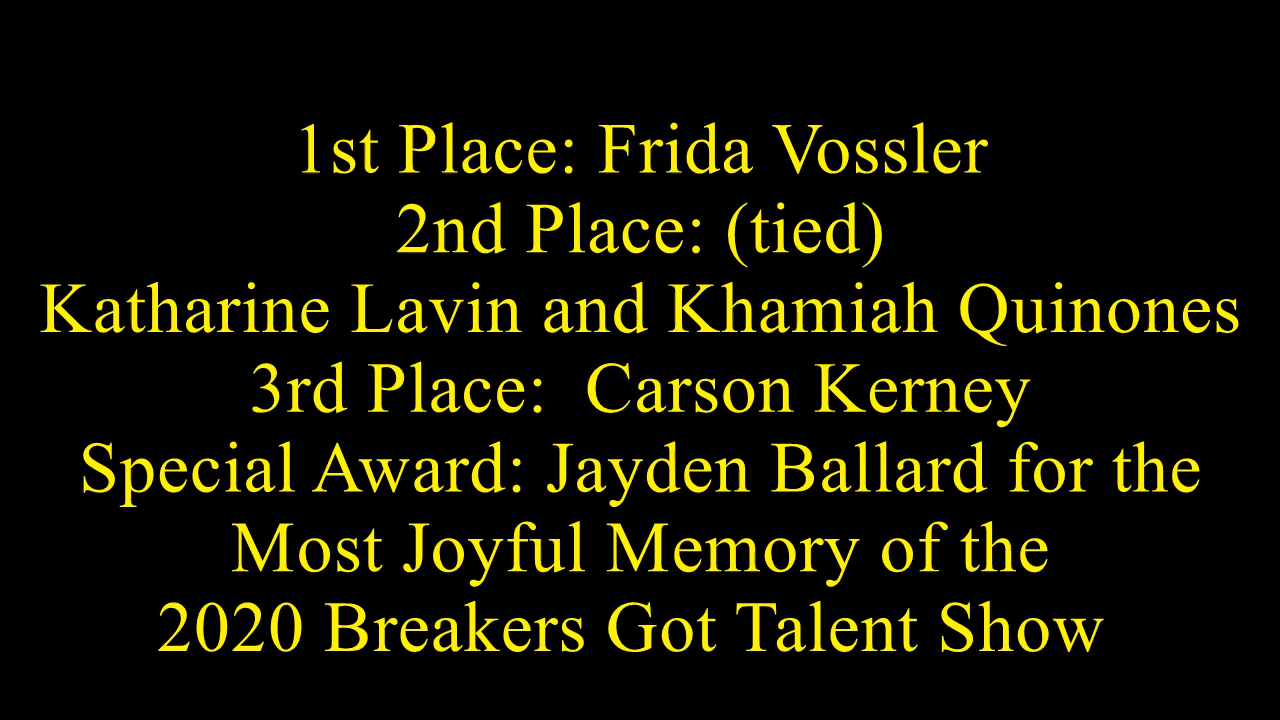 1st Place: Frida Vossler
2nd Place: (tied)
Katharine Lavin and Khamiah Quinones
3rd Place:  Carson Kerney
Special Award: Jayden Ballard for the
Most Joyful Memory of the
2020 Breakers Got Talent Show